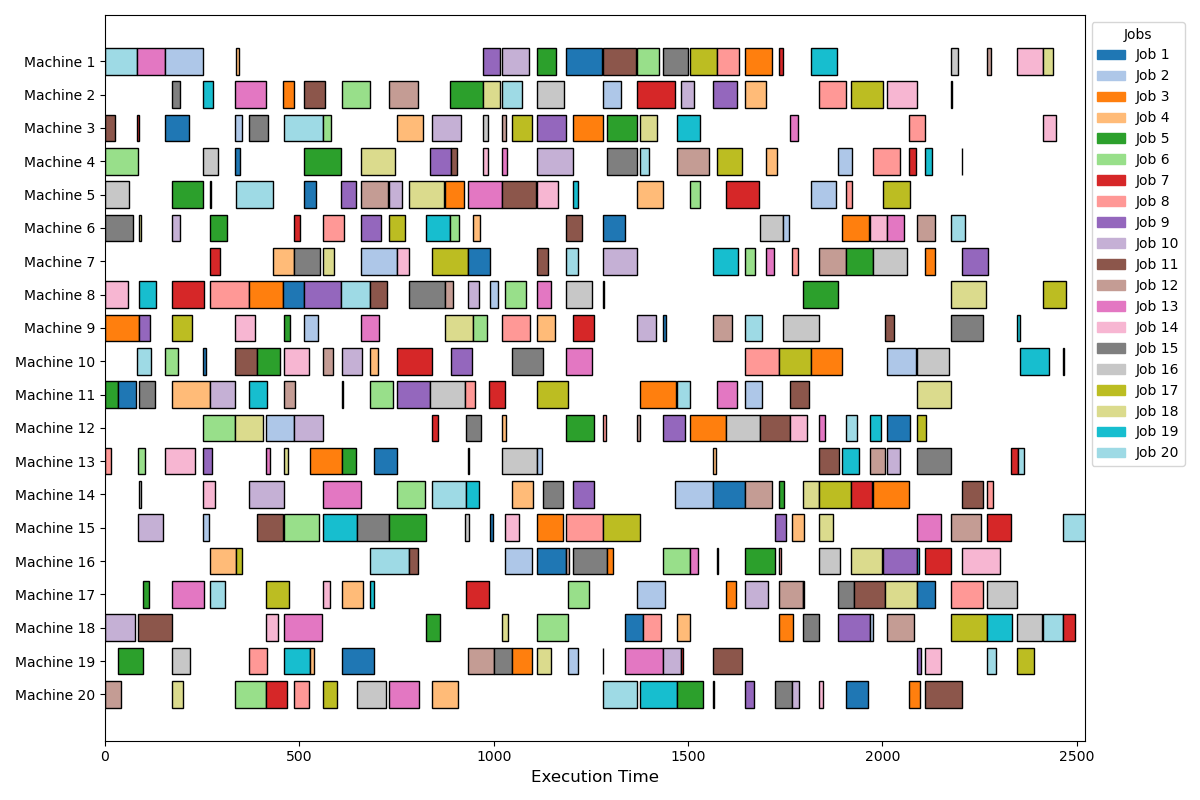 Machine 1
Machine 2
Machine 3
Machine 4
Machine 5
Machine 6
Machine 7
Machine 8
Machine 9
Machine 10
Machine 11
Machine 12
Machine 13
Machine 14
Machine 15
Machine 16
Machine 17
Machine 18
Machine 19
Machine 20
0 500 1000 1500 2000 2500
Execution Time
Jobs
Job 1
Job 2
Job 3
Job 4
Job 5
Job 6
Job 7
Job 8
Job 9
Job 10
Job 11
Job 12
Job 13
Job 14
Job 15
Job 16
Job 17
Job 18
Job 19
Job 20